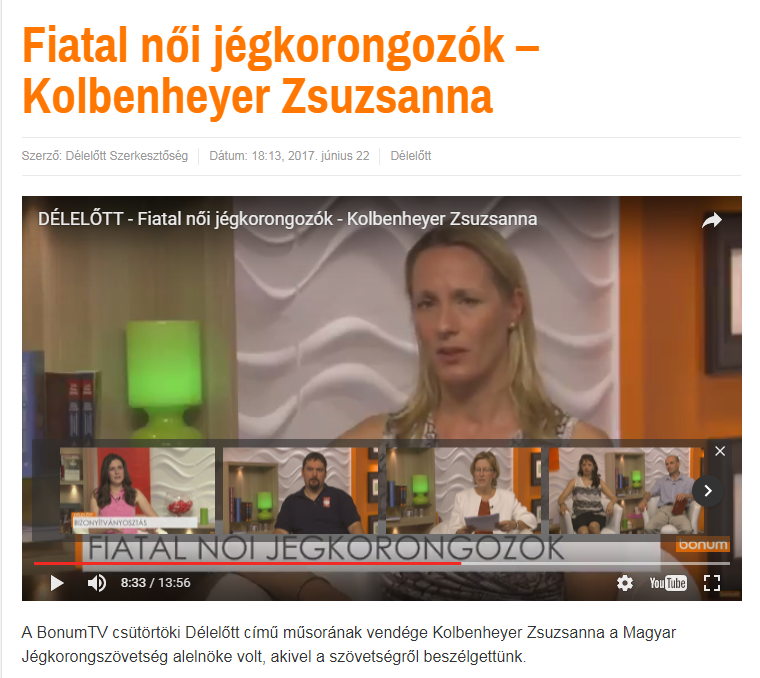 Fiatal női jégkorongozók –
Kolbenheyer Zsuzsanna
Szerző: Délelőtt Szerkesztőség Dátum: 18:13, 2017. június 22 Délelőtt
DÉLELŐTT - Fiatal női jégkorongozók - Kolbenheyer Zsuzsanna
BIZONYÍTVÁNYOSZTÁS
FIATAL NŐI JÉGKORONGOZÓK
bonum
8:33 / 13:56
YouTube
A BonumTV csütörtöki Délelőtt című műsorának vendége Kolbenheyer Zsuzsanna a Magyar
Jégkorongszövetség alelnöke volt, akivel a szövetségről beszélgettünk.